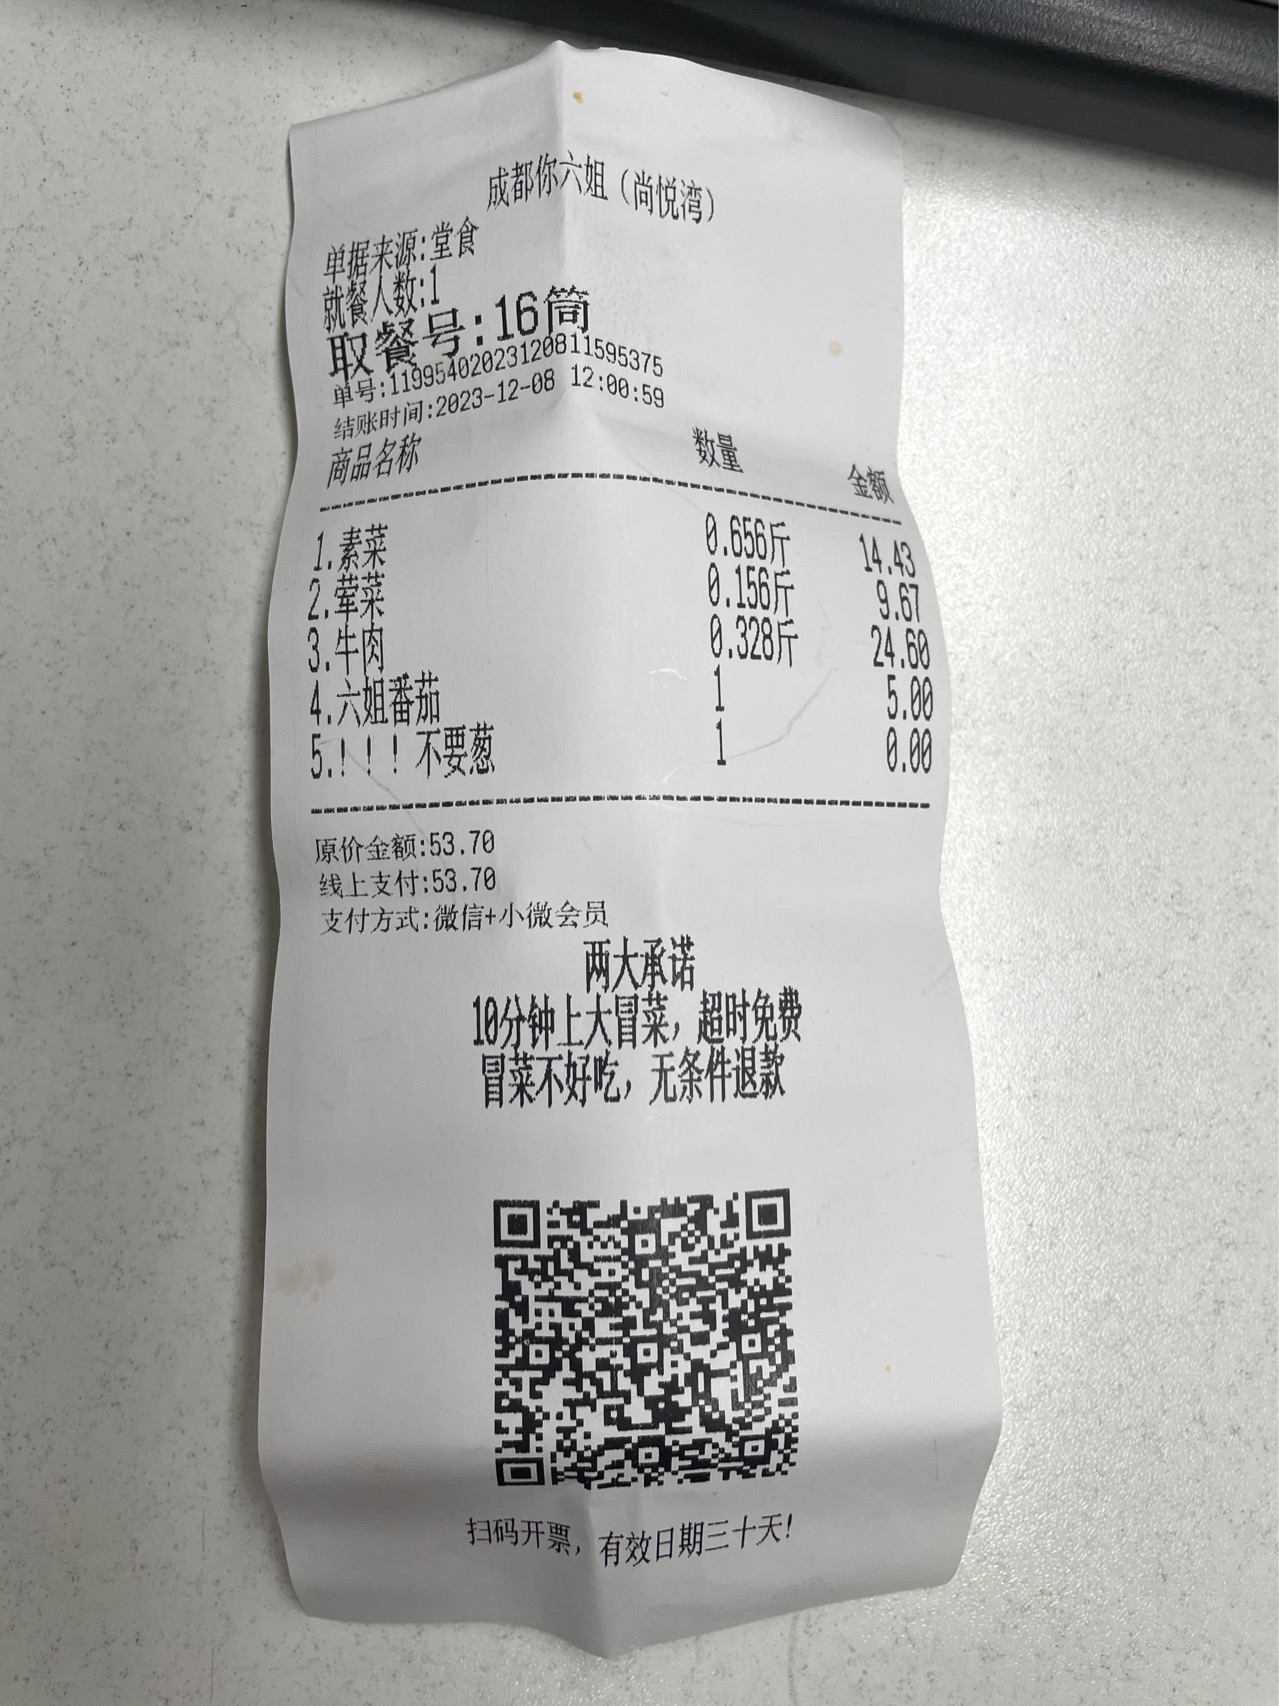 成都你六姐（尚悦湾）
单据来源:堂食
就餐人数:1
取餐号:16筒
单号:11995402023120811595375
结账时间:2023-12-08 12:00:59
商品名称 数量 金额
1.素菜 0.656斤 14.43
2.荤菜 0.156斤 9.67
3.牛肉 0.328斤 24.60
4.六姐番茄 1 5.00
5.！！！不要葱 1 0.00
原价金额:53.70
线上支付:53.70
支付方式:微信+小微会员
两大承诺
10分钟上大冒菜，超时免费
冒菜不好吃，无条件退款
扫码开票，有效日期三十天!